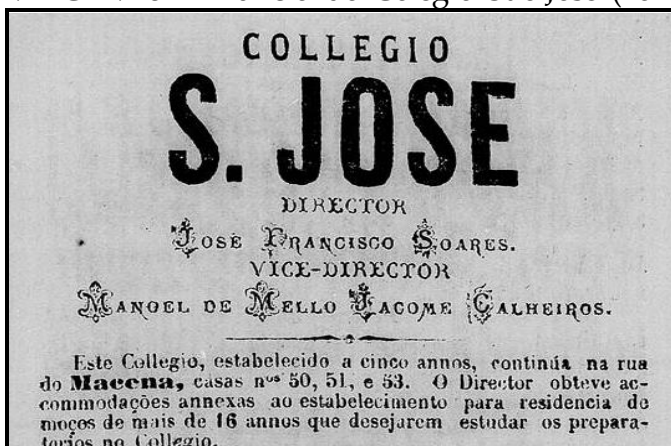 COLLEGIO
S. JOSE
DIRECTOR
JOSÉ FRANCISCO SOARES.
VICE-DIRECTOR
MANOEL DE MELLO JACOME CALHEIROS.
Este Collegio, estabelecido a cinco annos, continúa na rua
do Macena, casas nos 50, 51, e 53. O Director obteve ac-
commodações annexas ao estabelecimento para residencia de
moços de mais de 16 annos que desejarem estudar os prepara-
torios no Collegio.